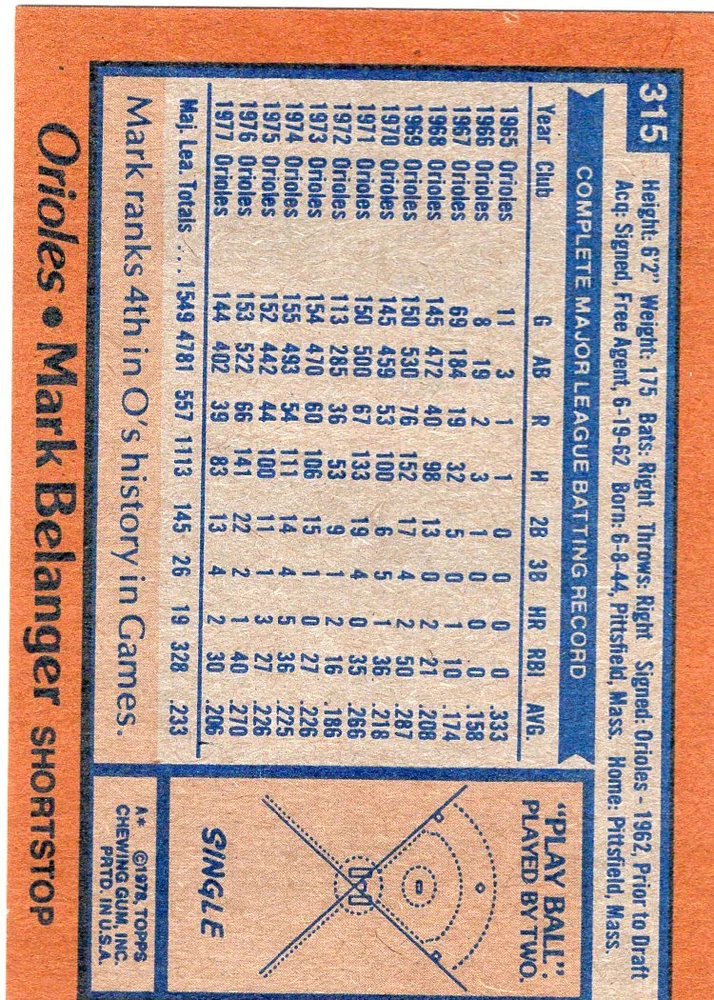 315
Height: 6'2" Weight: 175 Bats: Right Throws: Right Signed: Orioles - 1962, Prior to Draft
Acq: Signed, Free Agent, 6-19-62 Born: 6-8-44, Pittsfield, Mass. Home: Pittsfield, Mass.
COMPLETE MAJOR LEAGUE BATTING RECORD
Year Club G AB R H 2B 3B HR RBI AVG.
1965 Orioles 11 3 1 1 0 0 0 0 .333
1966 Orioles 8 19 2 3 1 0 0 0 .158
1967 Orioles 69 184 19 32 5 0 1 10 .174
1968 Orioles 145 472 40 98 13 0 2 21 .208
1969 Orioles 150 530 76 152 17 4 2 50 .287
1970 Orioles 145 459 53 100 6 5 1 36 .218
1971 Orioles 150 500 67 133 19 4 0 35 .266
1972 Orioles 113 285 36 53 9 1 2 16 .186
1973 Orioles 154 470 60 106 15 1 0 27 .226
1974 Orioles 155 493 54 111 14 4 5 36 .225
1975 Orioles 152 442 44 100 11 1 3 27 .226
1976 Orioles 153 522 66 141 22 2 1 40 .270
1977 Orioles 144 402 39 83 13 4 2 30 .206
Maj. Lea. Totals ... 1549 4781 557 1113 145 26 19 328 .233
Mark ranks 4th in O's history in Games.
"PLAY BALL":
PLAYED BY TWO.
SINGLE
A* ©1978, TOPPS
CHEWING GUM, INC.
PRTD. IN U.S.A.
Orioles • Mark Belanger SHORTSTOP